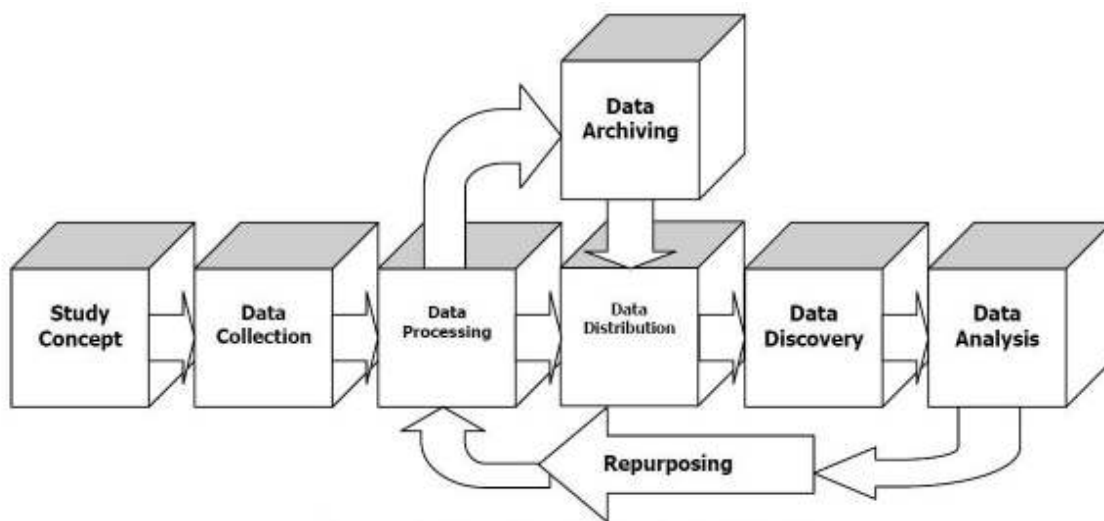 Data
Archiving
Study
Concept
Data
Collection
Data
Processing
Data
Distribution
Data
Discovery
Data
Analysis
Repurposing